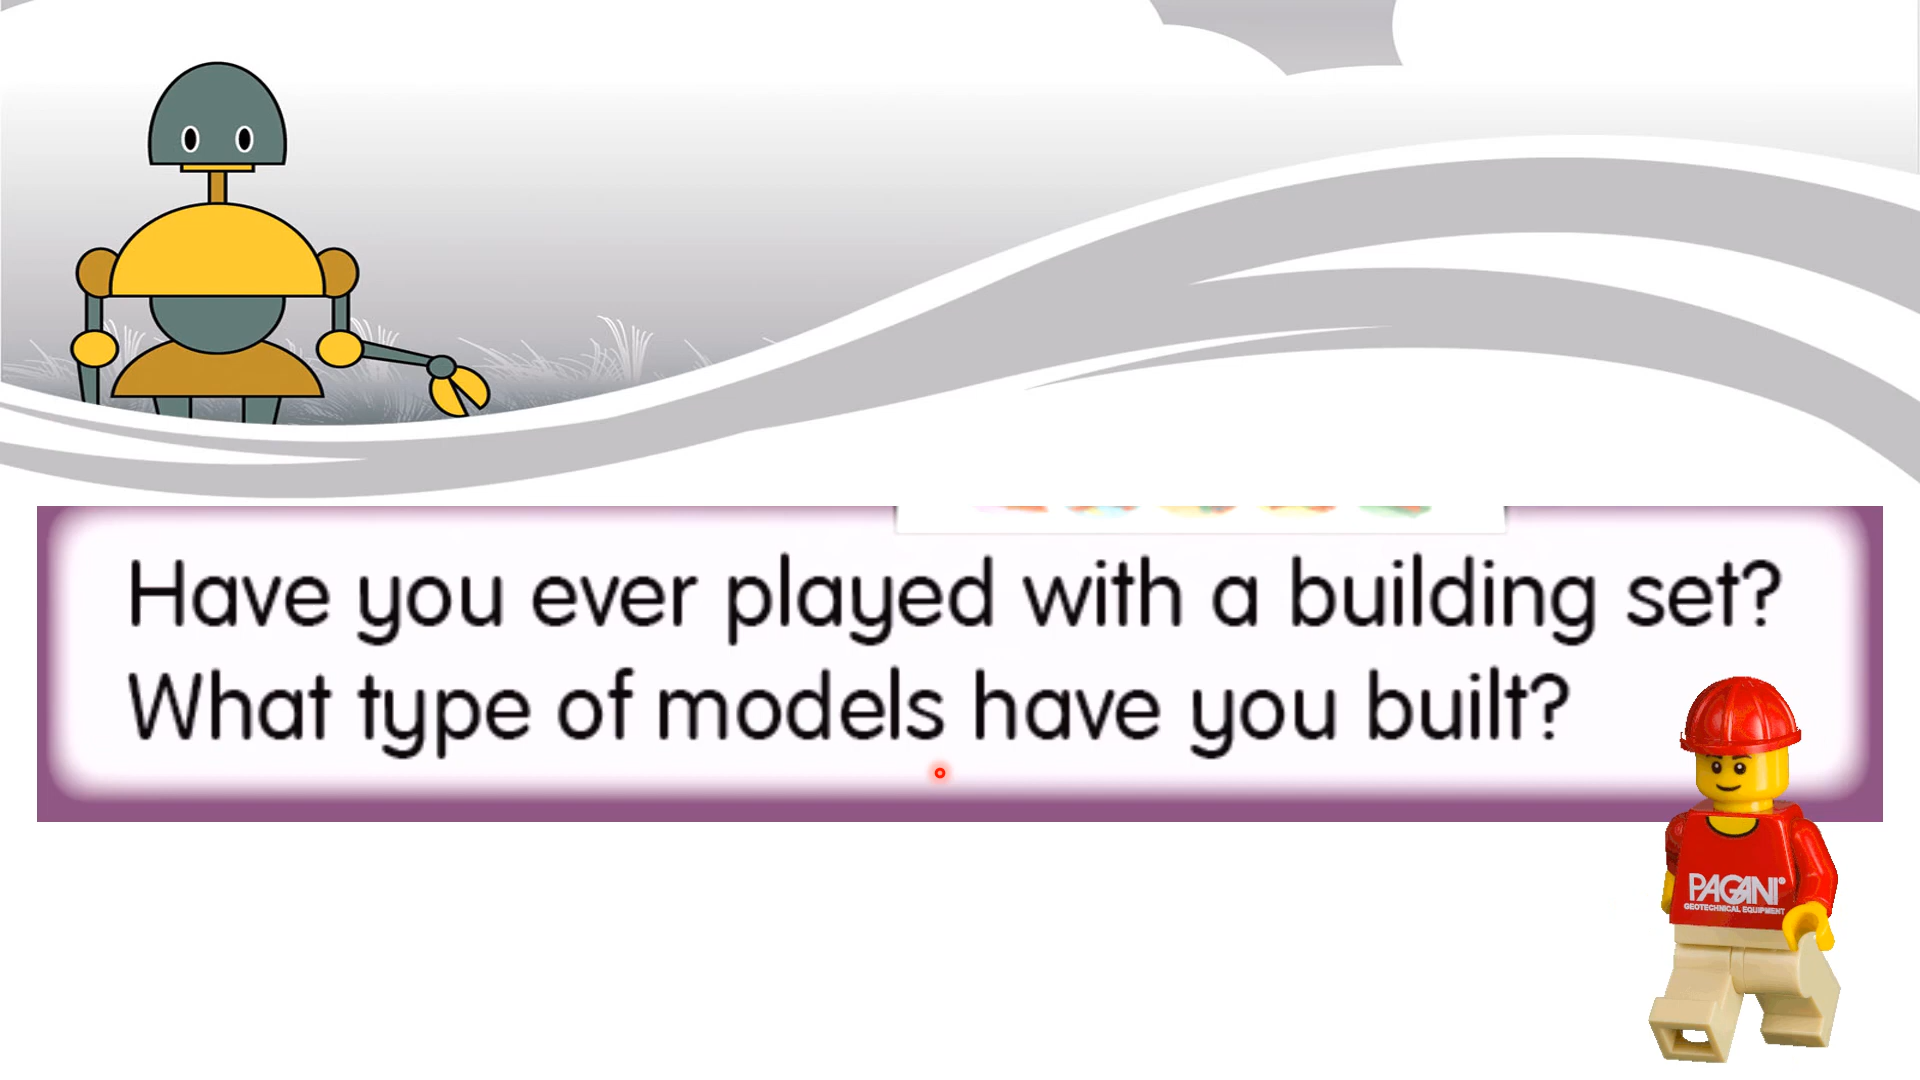 Have you ever played with a building set?
What type of models have you built?
PAGANI®
GEOTECHNICAL EQUIPMENT